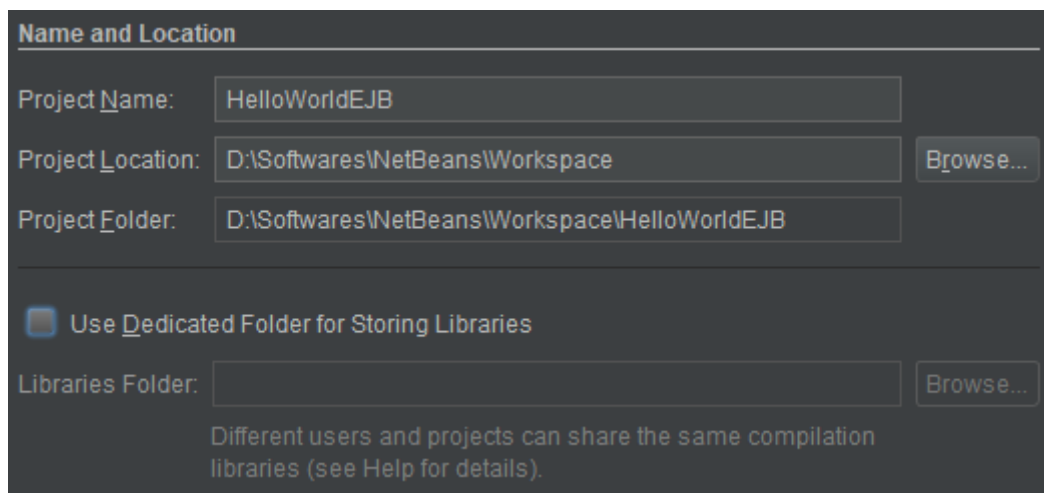 Name and Location
Project Name: HelloWorldEJB
Project Location: D:\Softwares\NetBeans\Workspace Browse...
Project Folder: D:\Softwares\NetBeans\Workspace\HelloWorldEJB
Use Dedicated Folder for Storing Libraries
Libraries Folder: Browse...
Different users and projects can share the same compilation
libraries (see Help for details).